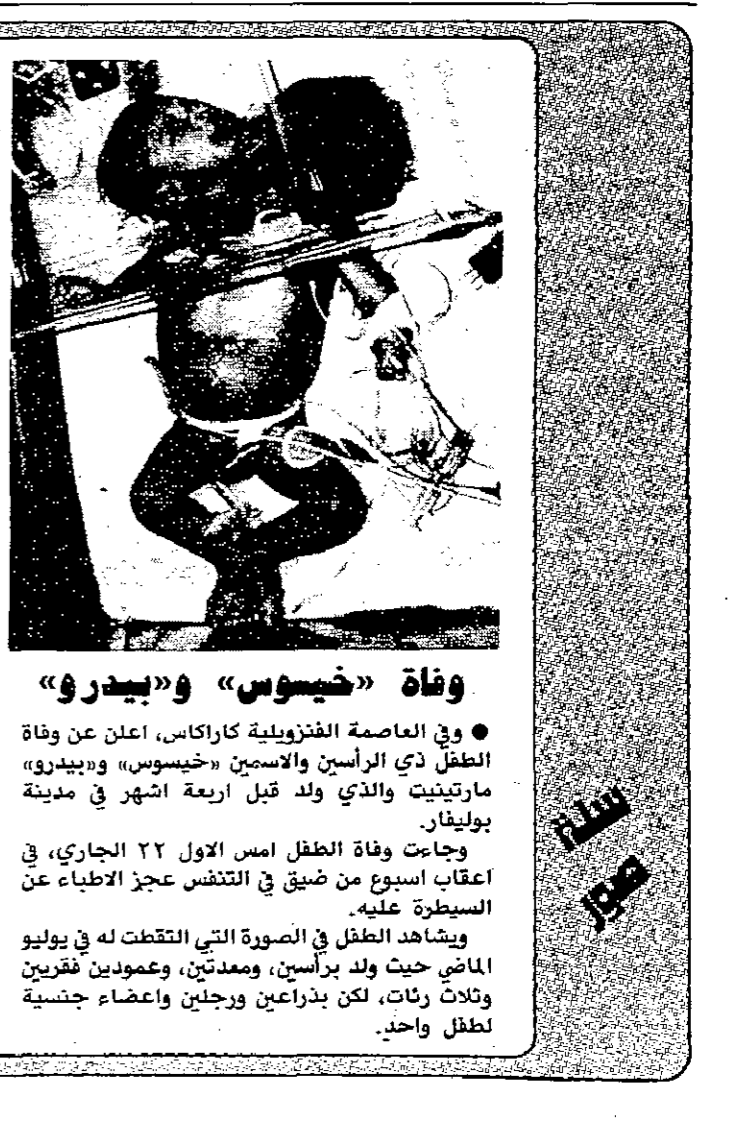 وفاة «خيسوس» و«بيدرو»
● وفي العاصمة الفنزويلية كاراكاس، اعلن عن وفاة
الطفل ذي الرأسين والاسمين «خيسوس» و«بيدرو»
مارتينيت والذي ولد قبل اربعة اشهر في مدينة
بوليفار.
وجاءت وفاة الطفل امس الاول ٢٢ الجاري، في
اعقاب اسبوع من ضيق في التنفس عجز الاطباء عن
السيطرة عليه.
ويشاهد الطفل في الصورة التي التقطت له في يوليو
الماضي حيث ولد برأسين، ومعدتين، وعمودين فقريين
وثلاث رئات، لكن بذراعين ورجلين واعضاء جنسية
لطفل واحد.
سلة
صور